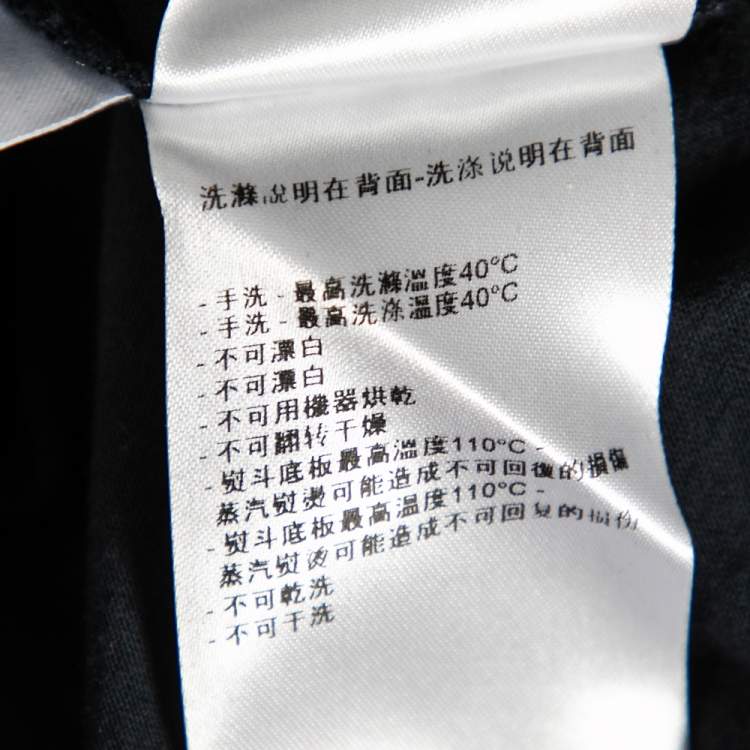 洗滌說明在背面-洗涤说明在背面
- 手洗 - 最高洗滌溫度40°C
- 手洗 - 最高洗涤温度40°C
- 不可漂白
- 不可漂白
- 不可用機器烘乾
- 不可翻转干燥
- 熨斗底板最高溫度110°C -
蒸汽熨燙可能造成不可回復的損傷
- 熨斗底板最高温度110°C -
蒸汽熨烫可能造成不可回复的损伤
- 不可乾洗
- 不可干洗